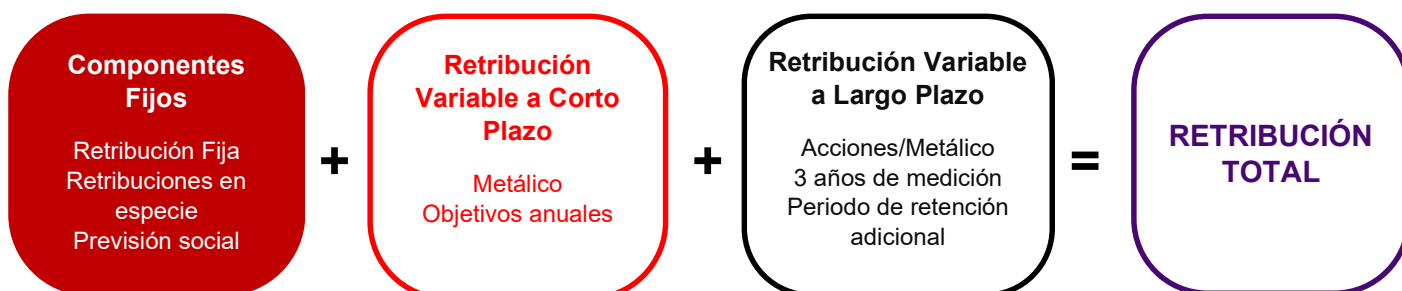 Componentes
Fijos
Retribución Fija
Retribuciones en
especie
Previsión social
+
Retribución
Variable a Corto
Plazo
Metálico
Objetivos anuales
+
Retribución Variable
a Largo Plazo
Acciones/Metálico
3 años de medición
Periodo de retención
adicional
=
RETRIBUCIÓN
TOTAL